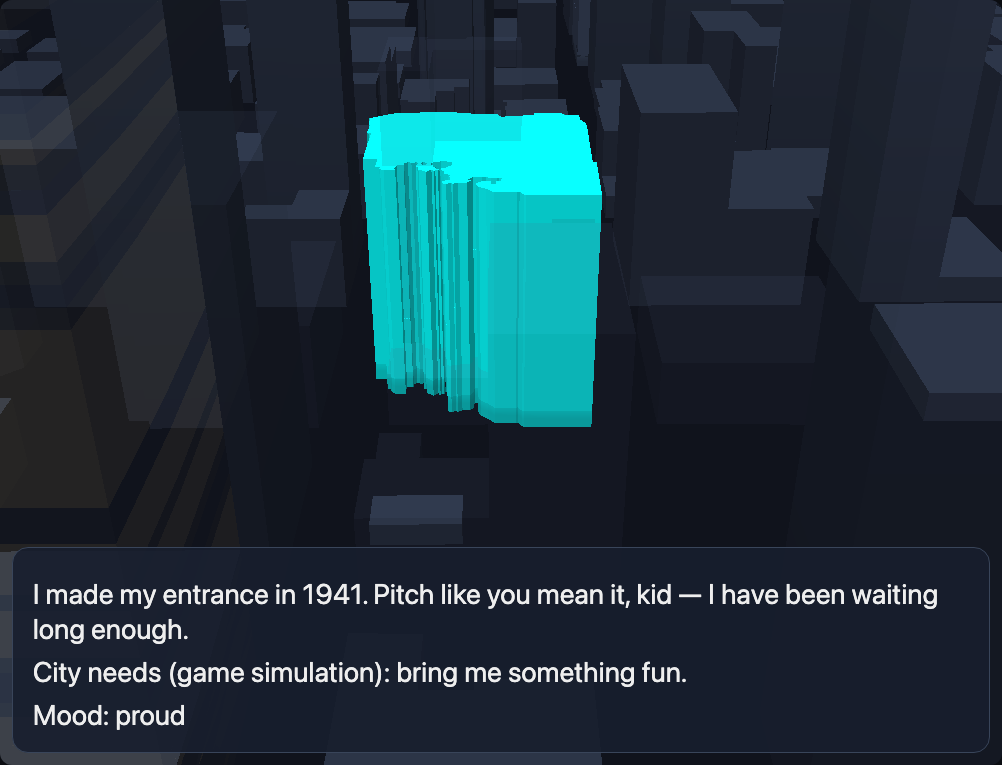 I made my entrance in 1941. Pitch like you mean it, kid — I have been waiting
long enough.
City needs (game simulation): bring me something fun.
Mood: proud